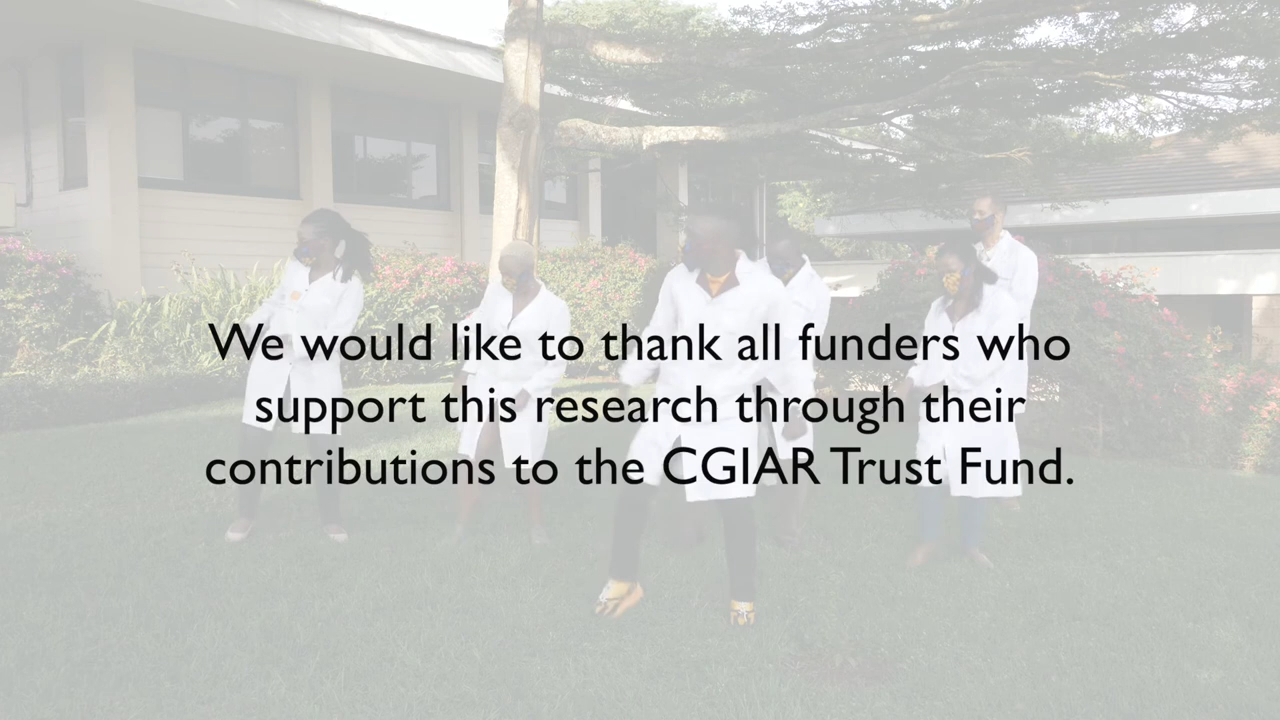 We would like to thank all funders who
support this research through their
contributions to the CGIAR Trust Fund.